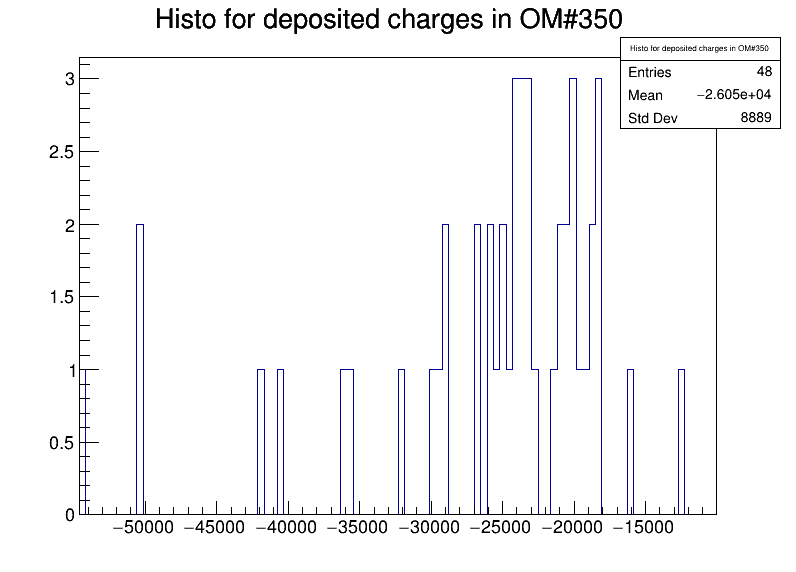 Histo for deposited charges in OM#350
Histo for deposited charges in OM#350
Entries 48
Mean −2.605e+04
Std Dev 8889
3
2.5
2
1.5
1
0.5
0
−50000 −45000 −40000 −35000 −30000 −25000 −20000 −15000